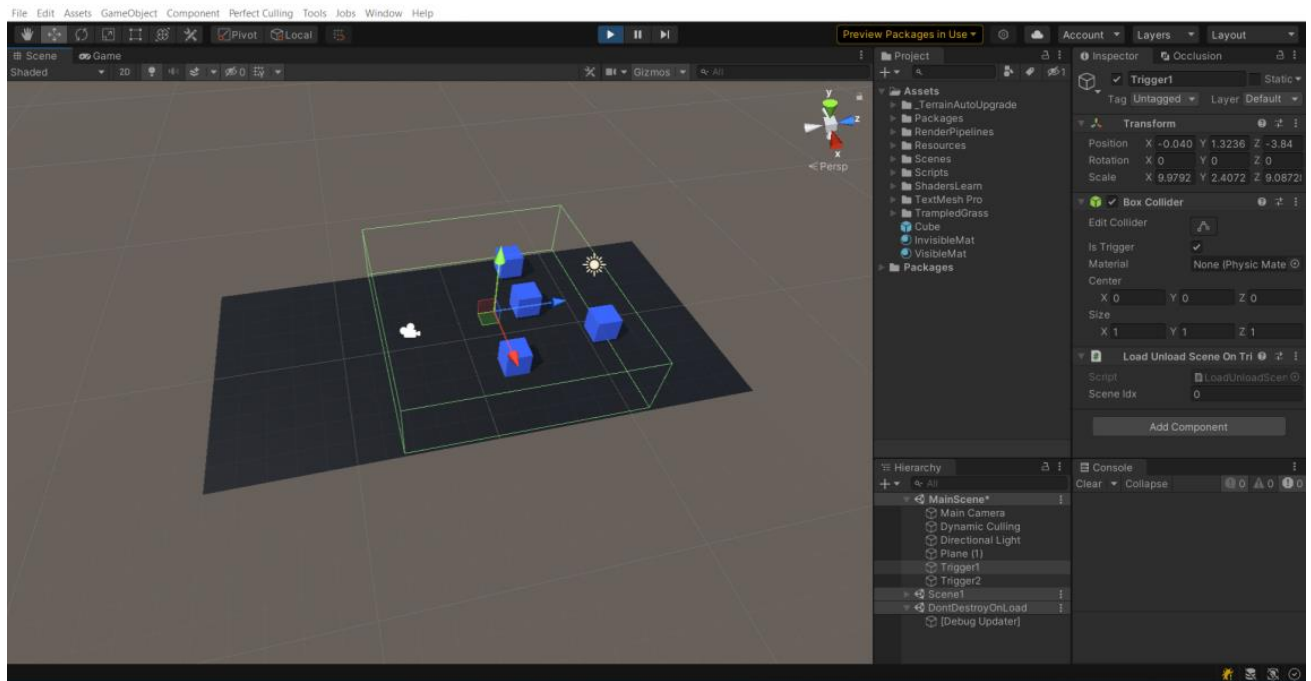 File Edit Assets GameObject Component Perfect Culling Tools Jobs Window Help
Pivot Local Preview Packages in Use Account Layers Layout
Scene Game
Shaded 2D 0 Gizmos All
y
z
x
Persp
Project
1
Assets
_TerrainAutoUpgrade
Packages
RenderPipelines
Resources
Scenes
Scripts
ShadersLearn
TextMesh Pro
TrampledGrass
Cube
InvisibleMat
VisibleMat
Packages
Hierarchy
All
MainScene*
Main Camera
Dynamic Culling
Directional Light
Plane (1)
Trigger1
Trigger2
Scene1
DontDestroyOnLoad
[Debug Updater]
Inspector Occlusion
Trigger1 Static
Tag Untagged Layer Default
Transform
Position X -0.040 Y 1.3236 Z -3.84
Rotation X 0 Y 0 Z 0
Scale X 9.9792 Y 2.4072 Z 9.0872
Box Collider
Edit Collider
Is Trigger
Material None (Physic Mate
Center
X 0 Y 0 Z 0
Size
X 1 Y 1 Z 1
Load Unload Scene On Tri
Script LoadUnloadScen
Scene Idx 0
Add Component
Console
Clear Collapse 0 0 0